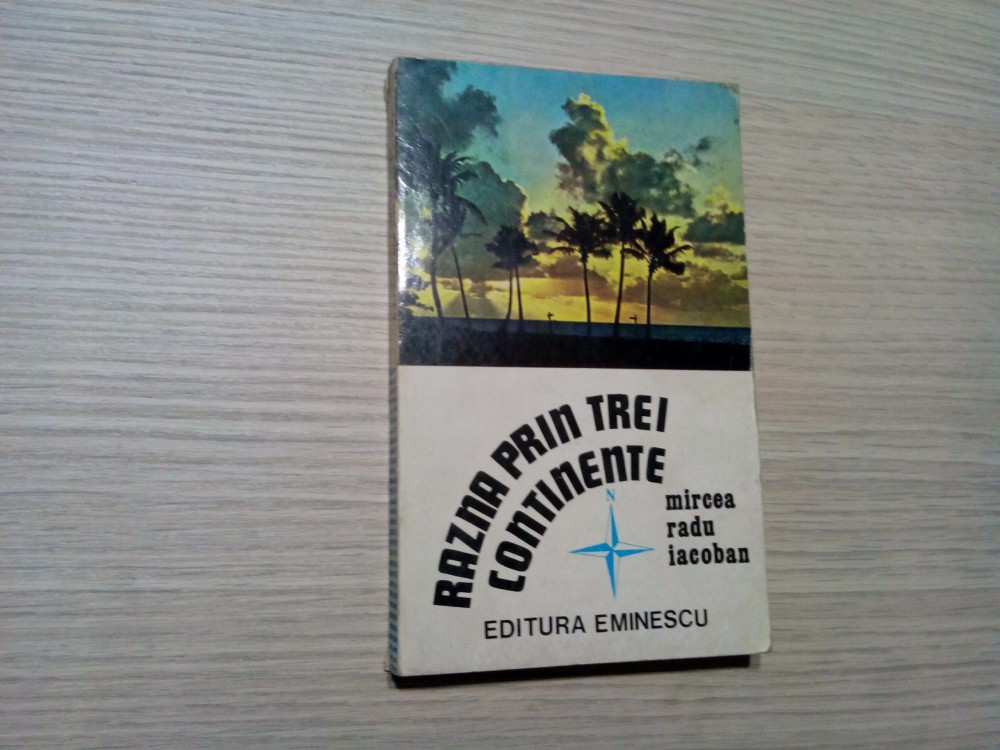 RAZNA PRIN TREI
CONTINENTE
N
mircea
radu
iacoban
EDITURA EMINESCU